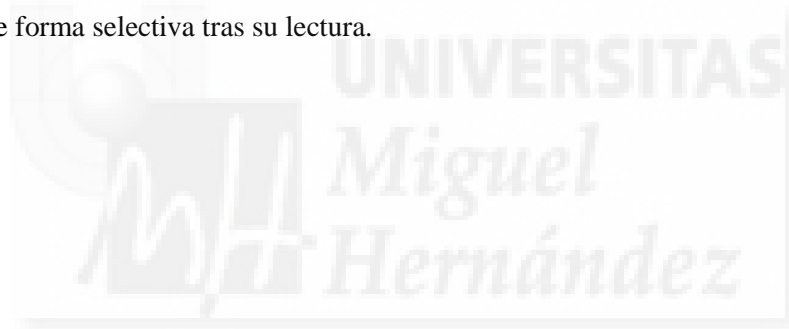 e forma selectiva tras su lectura.
UNIVERSITAS
Miguel
Hernández